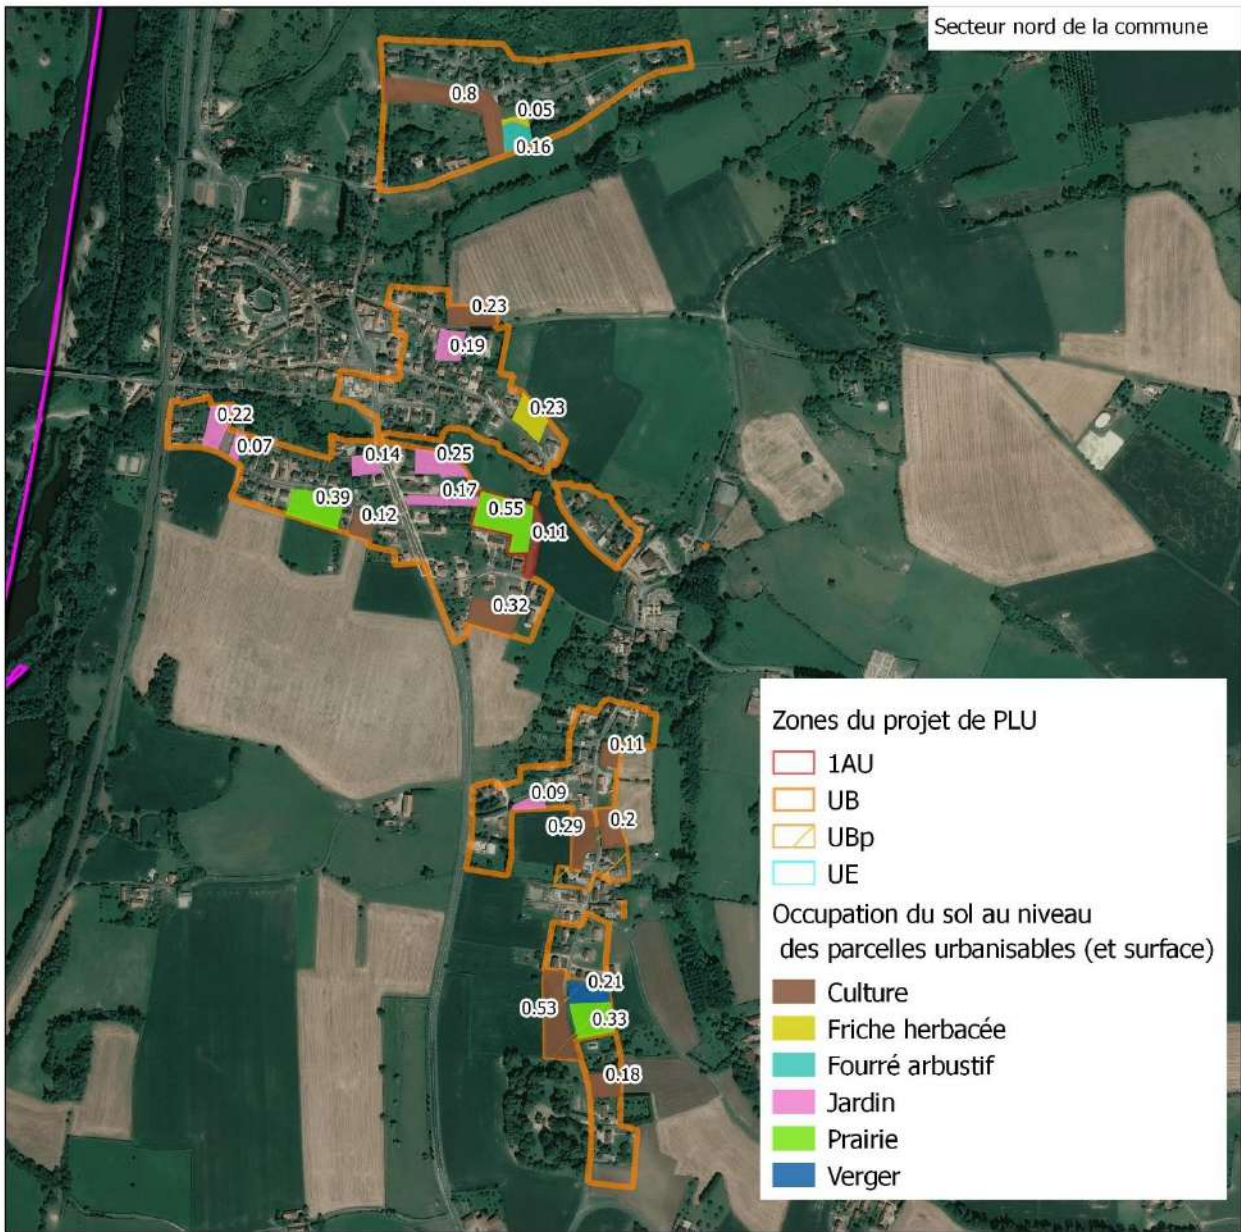 Secteur nord de la commune
0.8
0.05
0.16
0.23
0.19
0.23
0.22
0.07
0.14
0.25
0.17
0.39
0.12
0.55
0.11
0.32
0.11
0.09
0.29
0.2
0.21
0.53
0.33
0.18
Zones du projet de PLU
1AU
UB
UBp
UE
Occupation du sol au niveau
des parcelles urbanisables (et surface)
Culture
Friche herbacée
Fourré arbustif
Jardin
Prairie
Verger